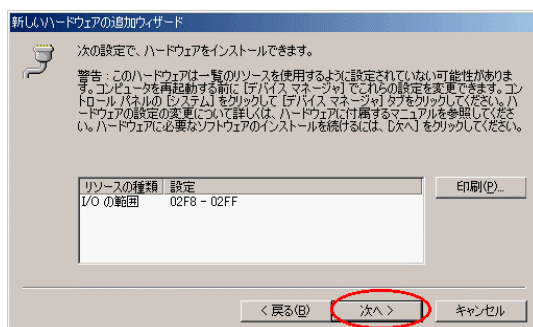 新しいハードウェアの追加ウィザード
次の設定で、ハードウェアをインストールできます。
警告 : このハードウェアは一覧のリソースを使用するように設定されていない可能性がありま
す。コンピュータを再起動する前に [デバイス マネージャ] でこれらの設定を変更できます。コン
トロール パネルの [システム] をクリックして [デバイス マネージャ] タブをクリックしてください。ハ
ードウェアの設定の変更について詳しくは、ハードウェアに付属するマニュアルを参照してくださ
い。ハードウェアに必要なソフトウェアのインストールを続けるには、[次へ] をクリックしてください。
リソースの種類 設定
I/O の範囲 02F8 - 02FF
印刷(P)...
< 戻る(B) 次へ > キャンセル